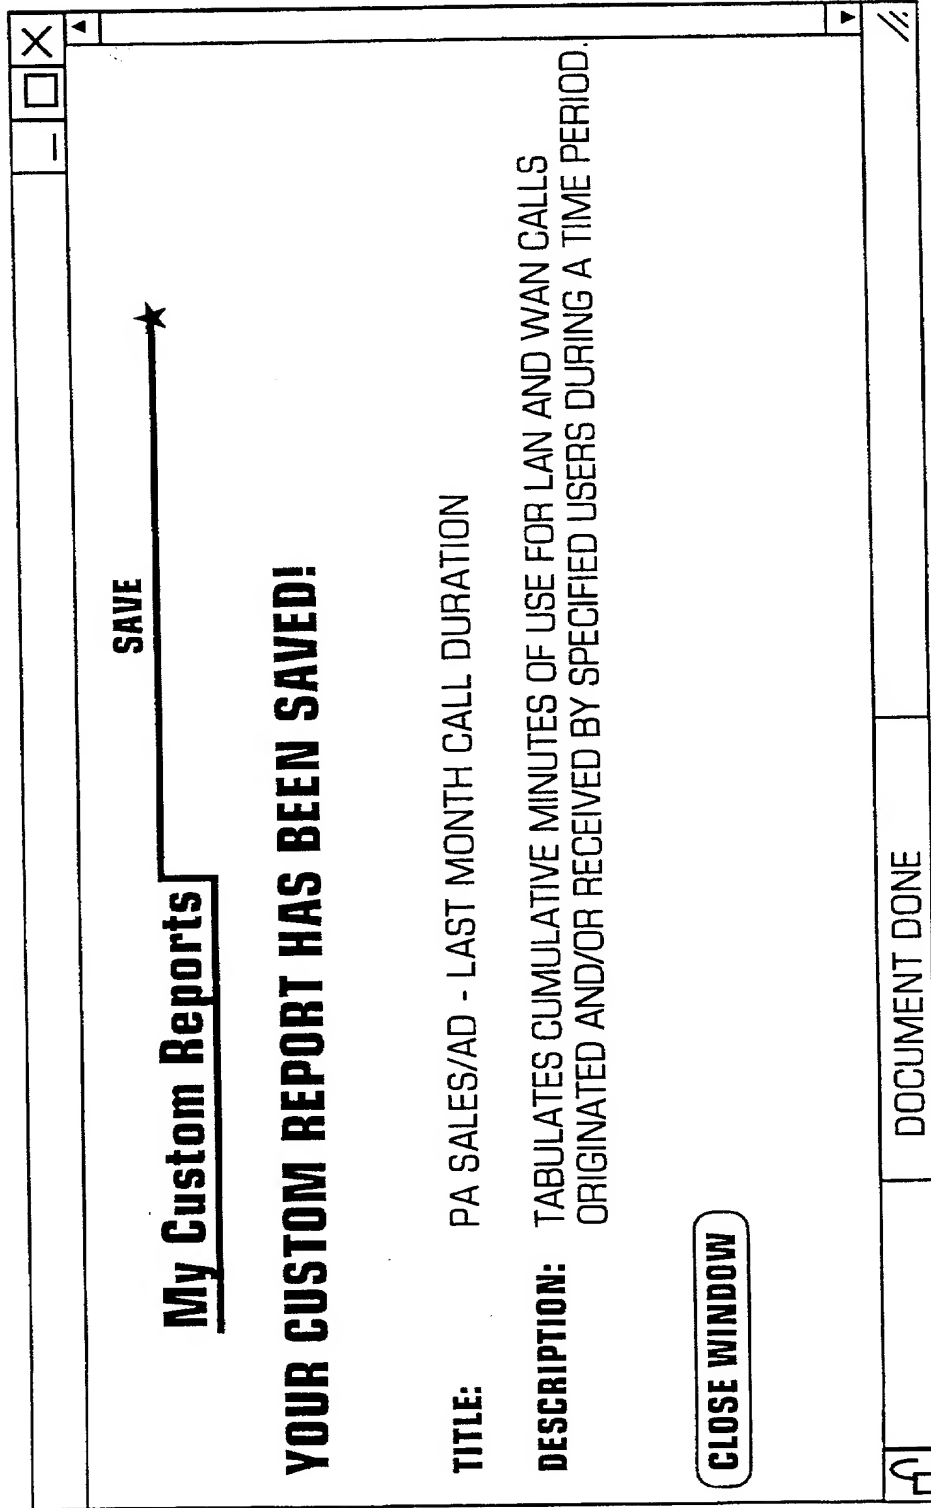 SAVE
My Custom Reports
YOUR CUSTOM REPORT HAS BEEN SAVED!
TITLE: PA SALES/AD - LAST MONTH CALL DURATION
DESCRIPTION: TABULATES CUMULATIVE MINUTES OF USE FOR LAN AND WAN CALLS
ORIGINATED AND/OR RECEIVED BY SPECIFIED USERS DURING A TIME PERIOD.
CLOSE WINDOW
DOCUMENT DONE